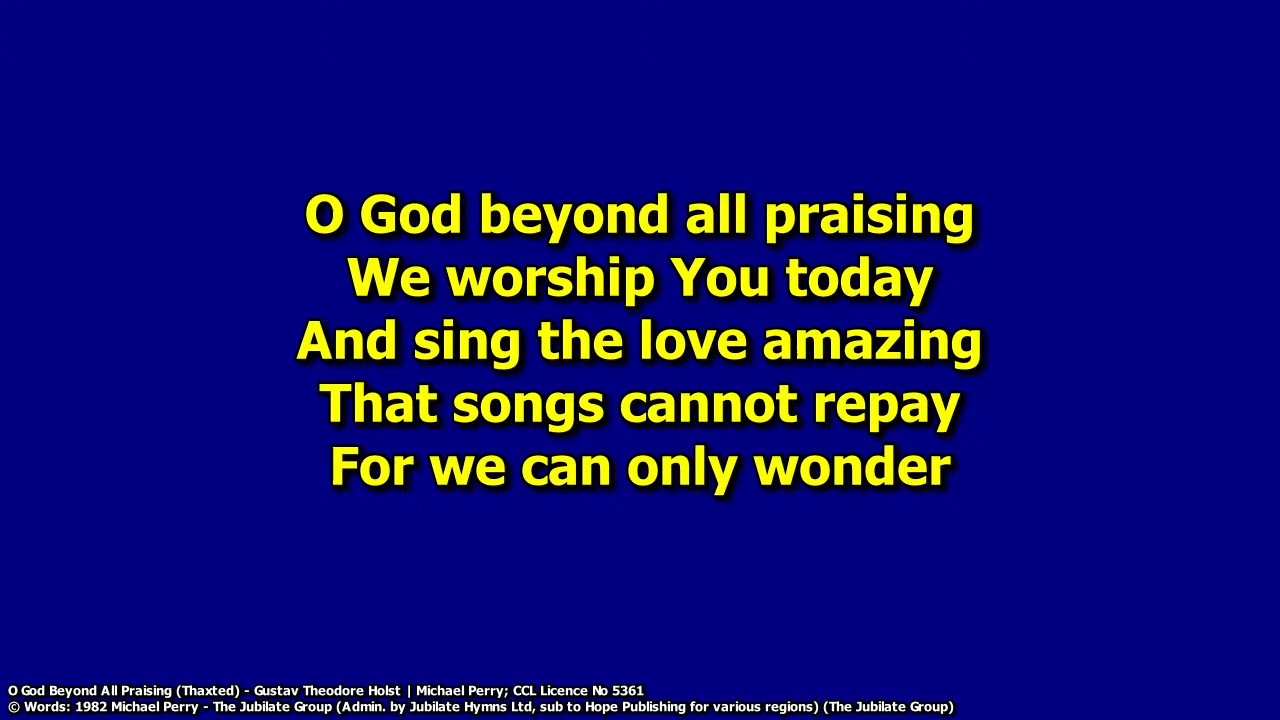 O God beyond all praising
We worship You today
And sing the love amazing
That songs cannot repay
For we can only wonder
O God Beyond All Praising (Thaxted) - Gustav Theodore Holst | Michael Perry; CCL Licence No 5361
© Words: 1982 Michael Perry - The Jubilate Group (Admin. by Jubilate Hymns Ltd, sub to Hope Publishing for various regions) (The Jubilate Group)